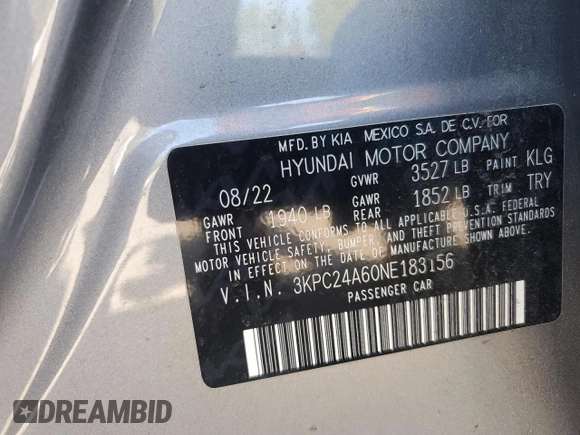 MFD. BY KIA MEXICO S.A. DE C.V. FOR
HYUNDAI MOTOR COMPANY
08/22 GVWR 3527 LB PAINT KLG
GAWR FRONT 1940 LB GAWR REAR 1852 LB TRIM TRY
THIS VEHICLE CONFORMS TO ALL APPLICABLE U.S.A. FEDERAL
MOTOR VEHICLE SAFETY, BUMPER, AND THEFT PREVENTION STANDARDS
IN EFFECT ON THE DATE OF MANUFACTURE SHOWN ABOVE.
V.I.N. 3KPC24A60NE183156
PASSENGER CAR
DREAMBID